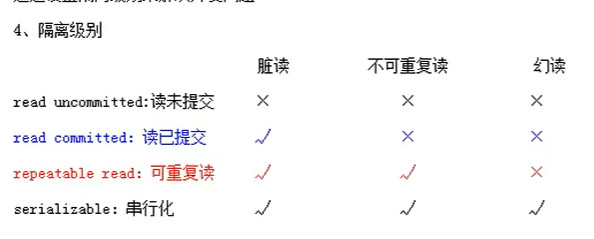 4、隔离级别
脏读 不可重复读 幻读
read uncommitted:读未提交 × × ×
read committed: 读已提交 √ × ×
repeatable read: 可重复读 √ √ ×
serializable: 串行化 √ √ √